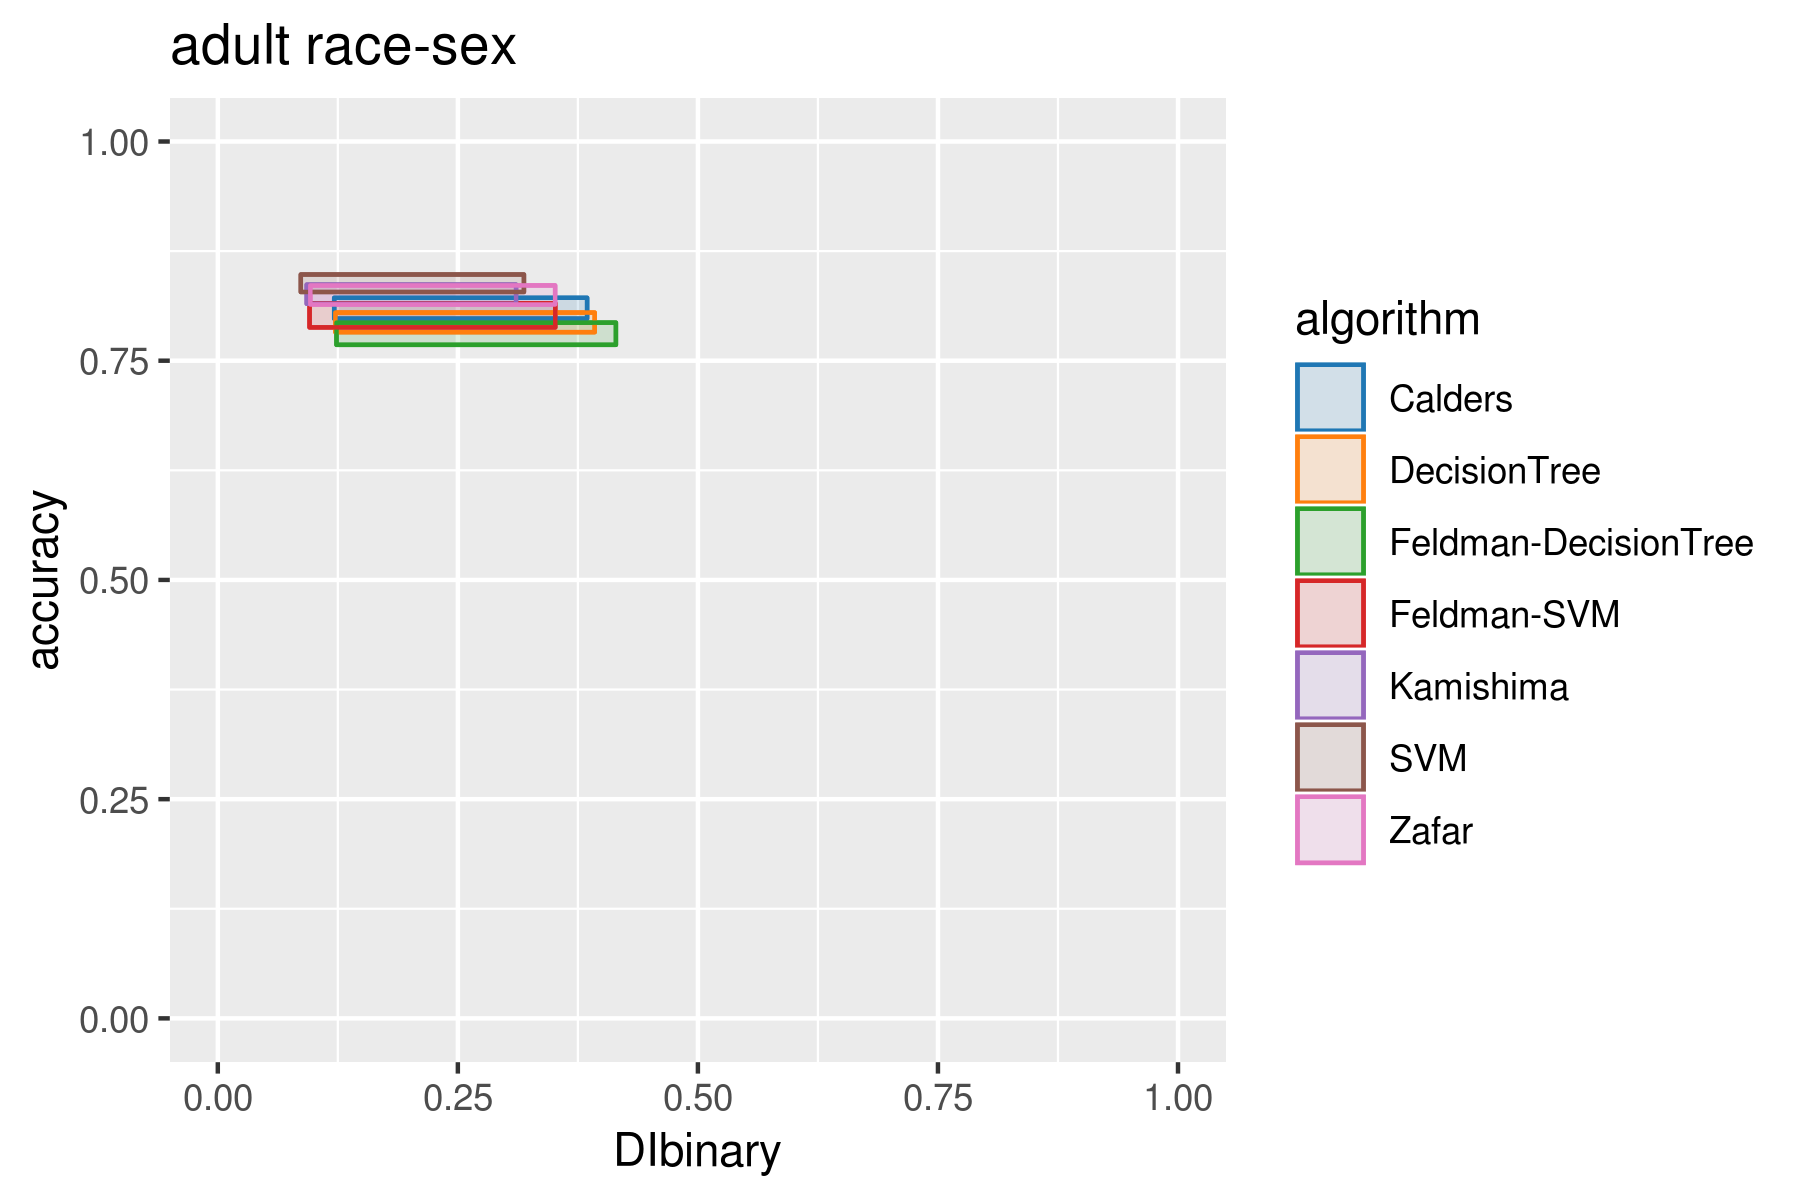 adult race-sex
1.00
0.75
0.50
0.25
0.00
accuracy
0.00 0.25 0.50 0.75 1.00
DIbinary
algorithm
Calders
DecisionTree
Feldman-DecisionTree
Feldman-SVM
Kamishima
SVM
Zafar